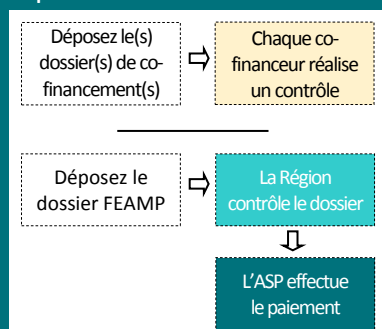 Déposez le(s)
dossier(s) de co-
financement(s)
Chaque co-
financeur réalise
un contrôle
Déposez le
dossier FEAMP
La Région
contrôle le dossier
L'ASP effectue
le paiement